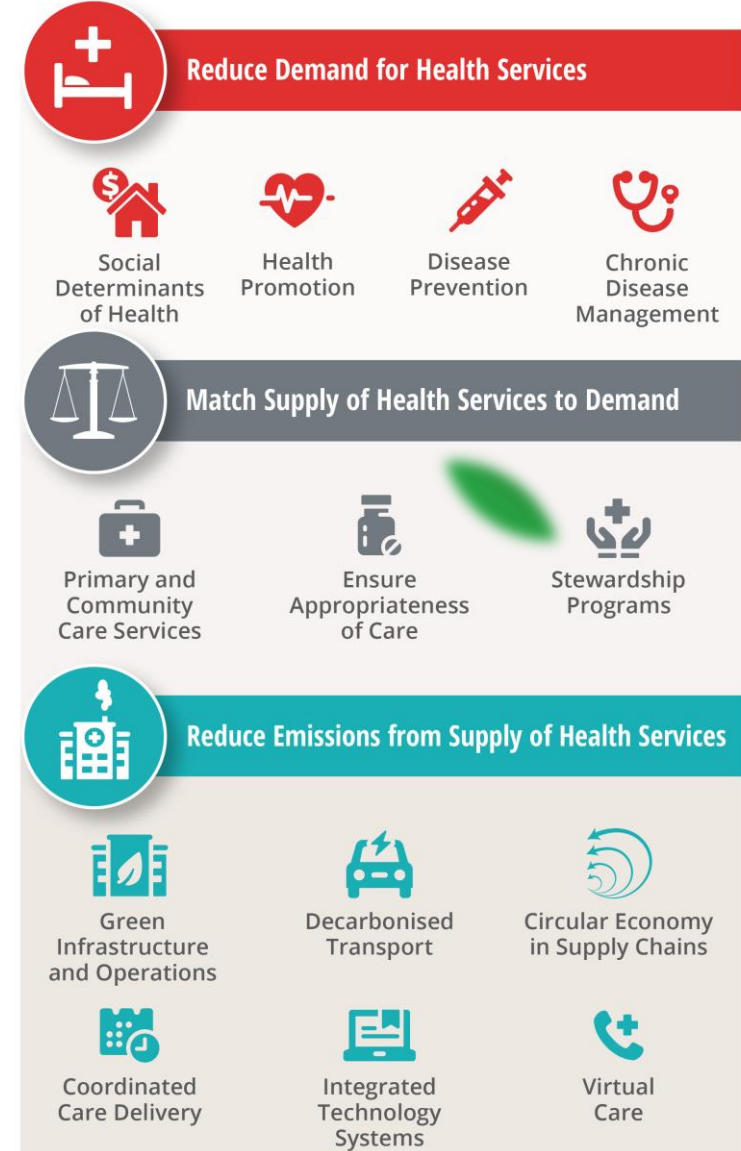 Reduce Demand for Health Services
Social
Determinants
of Health
Health
Promotion
Disease
Prevention
Chronic
Disease
Management
Match Supply of Health Services to Demand
Primary and
Community
Care Services
Ensure
Appropriateness
of Care
Stewardship
Programs
Reduce Emissions from Supply of Health Services
Green
Infrastructure
and Operations
Decarbonised
Transport
Circular Economy
in Supply Chains
Coordinated
Care Delivery
Integrated
Technology
Systems
Virtual
Care